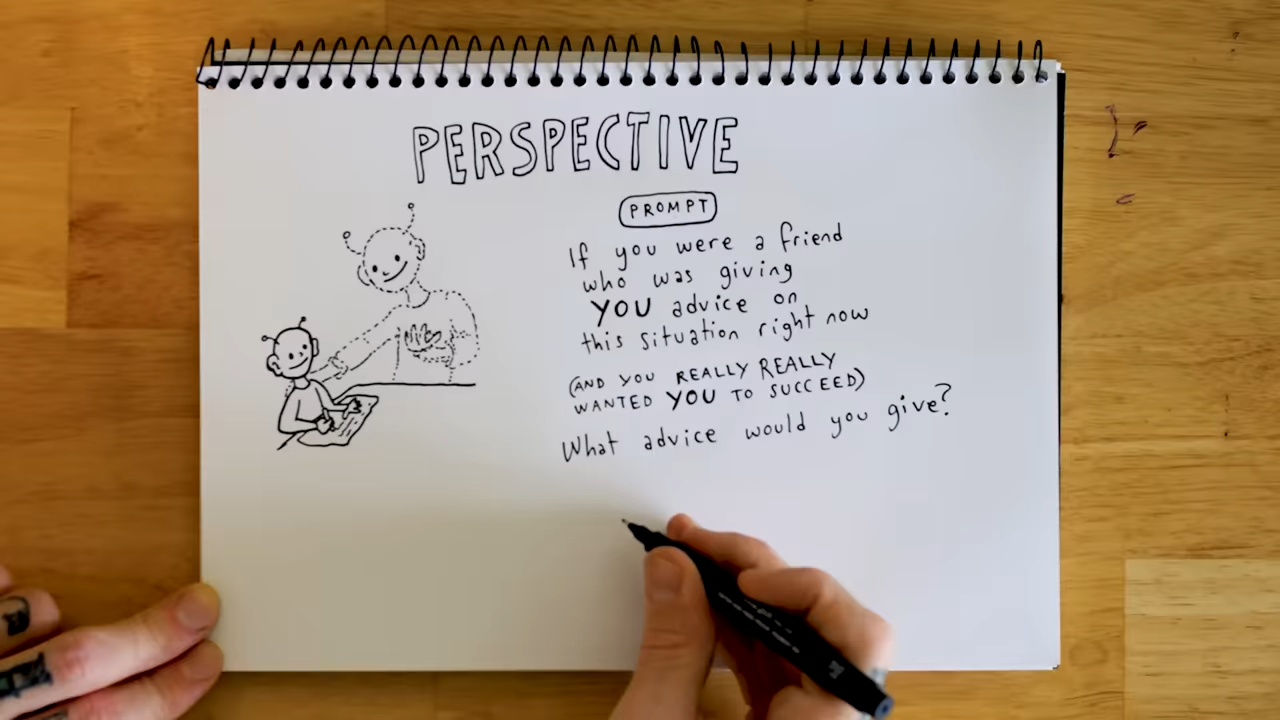 PERSPECTIVE
PROMPT
If you were a friend
who was giving
YOU advice on
this situation right now
(AND YOU REALLY REALLY
WANTED YOU TO SUCCEED)
What advice would you give?